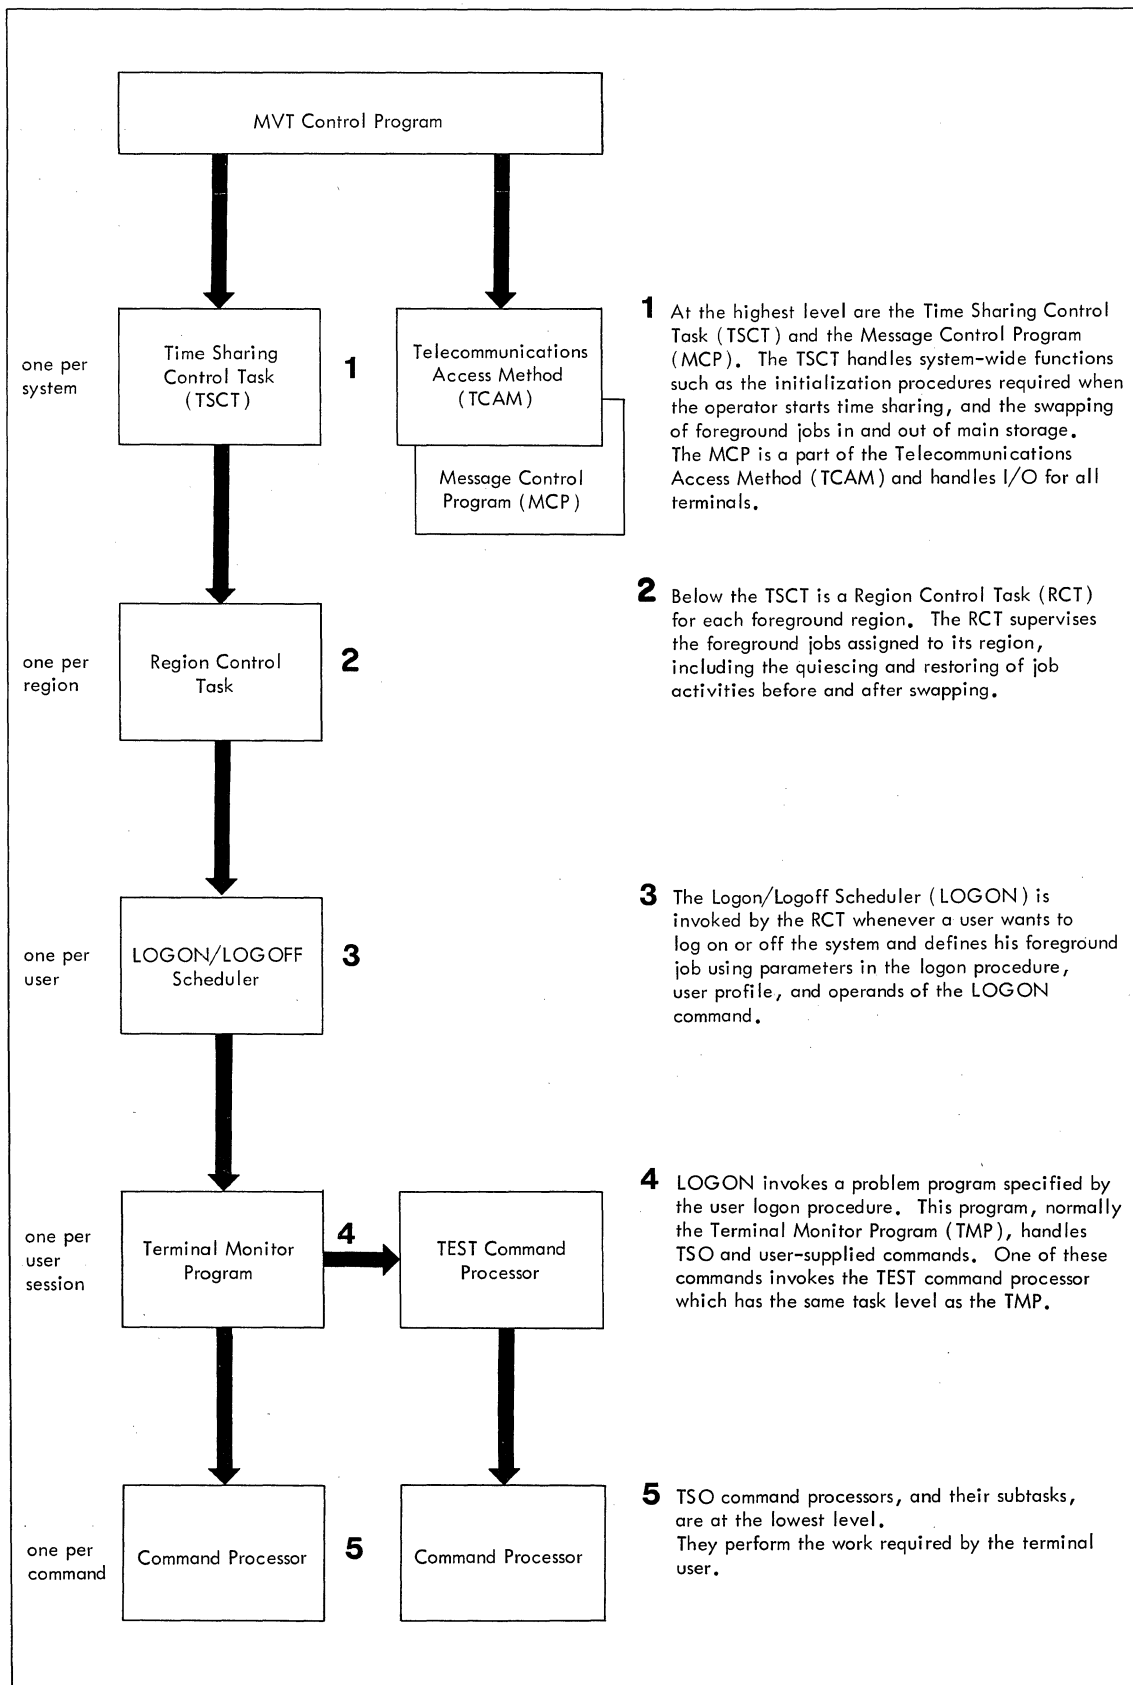 MVT Control Program
one per
system
Time Sharing
Control Task
(TSCT)
1
Telecommunications
Access Method
(TCAM)
Message Control
Program (MCP)
1 At the highest level are the Time Sharing Control
Task (TSCT) and the Message Control Program
(MCP). The TSCT handles system-wide functions
such as the initialization procedures required when
the operator starts time sharing, and the swapping
of foreground jobs in and out of main storage.
The MCP is a part of the Telecommunications
Access Method (TCAM) and handles I/O for all
terminals.
one per
region
Region Control
Task
2
2 Below the TSCT is a Region Control Task (RCT)
for each foreground region. The RCT supervises
the foreground jobs assigned to its region,
including the quiescing and restoring of job
activities before and after swapping.
one per
user
LOGON/LOGOFF
Scheduler
3
3 The Logon/Logoff Scheduler (LOGON) is
invoked by the RCT whenever a user wants to
log on or off the system and defines his foreground
job using parameters in the logon procedure,
user profile, and operands of the LOGON
command.
one per
user
session
Terminal Monitor
Program
4
TEST Command
Processor
4 LOGON invokes a problem program specified by
the user logon procedure. This program, normally
the Terminal Monitor Program (TMP), handles
TSO and user-supplied commands. One of these
commands invokes the TEST command processor
which has the same task level as the TMP.
one per
command
Command Processor
5
Command Processor
5 TSO command processors, and their subtasks,
are at the lowest level.
They perform the work required by the terminal
user.